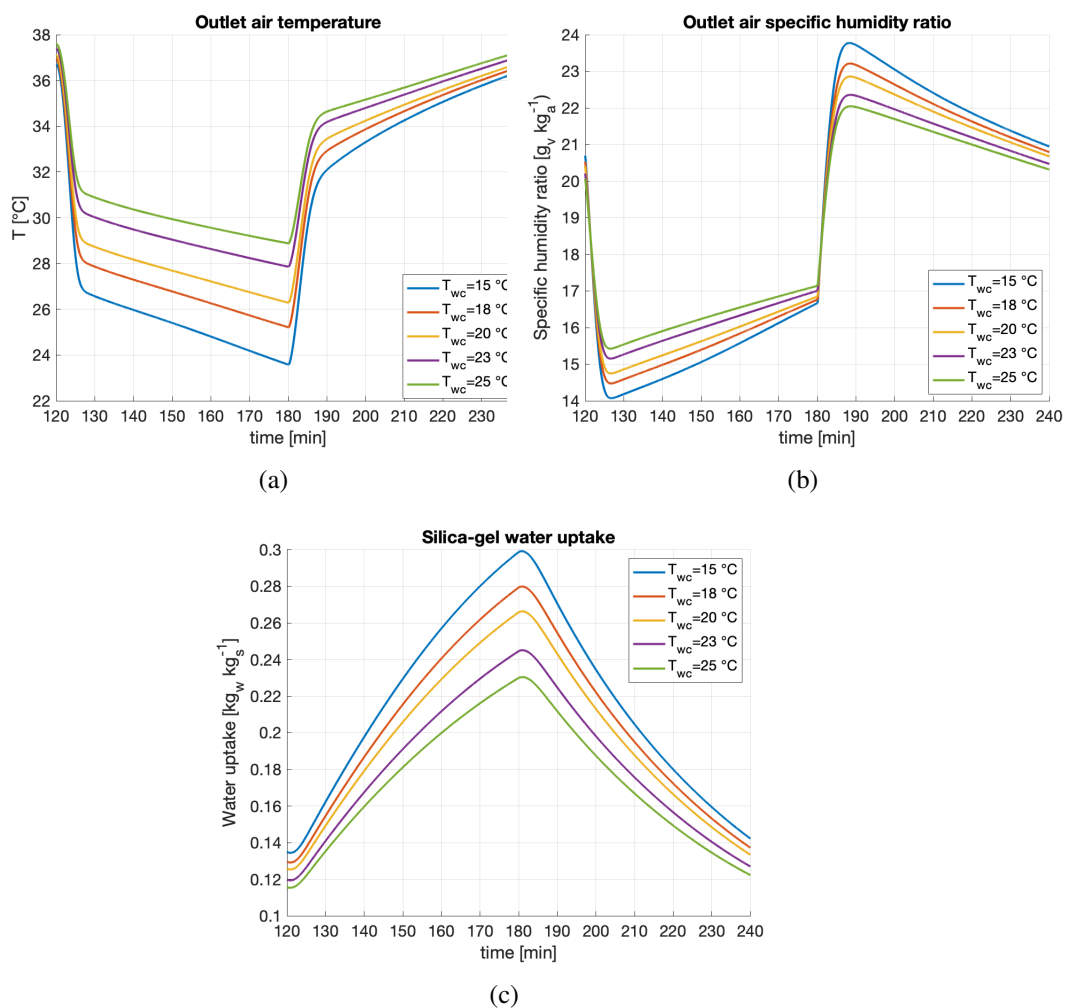 Outlet air temperature
38
36
34
32
30
28
26
24
22
T [°C]
120 130 140 150 160 170 180 190 200 210 220 230
time [min]
T_wc=15 °C
T_wc=18 °C
T_wc=20 °C
T_wc=23 °C
T_wc=25 °C
(a)
Outlet air specific humidity ratio
24
23
22
21
20
19
18
17
16
15
14
Specific humidity ratio [g_v kg_a^-1]
120 130 140 150 160 170 180 190 200 210 220 230 240
time [min]
T_wc=15 °C
T_wc=18 °C
T_wc=20 °C
T_wc=23 °C
T_wc=25 °C
(b)
Silica-gel water uptake
0.3
0.28
0.26
0.24
0.22
0.2
0.18
0.16
0.14
0.12
0.1
Water uptake [kg_w kg_s^-1]
120 130 140 150 160 170 180 190 200 210 220 230 240
time [min]
T_wc=15 °C
T_wc=18 °C
T_wc=20 °C
T_wc=23 °C
T_wc=25 °C
(c)